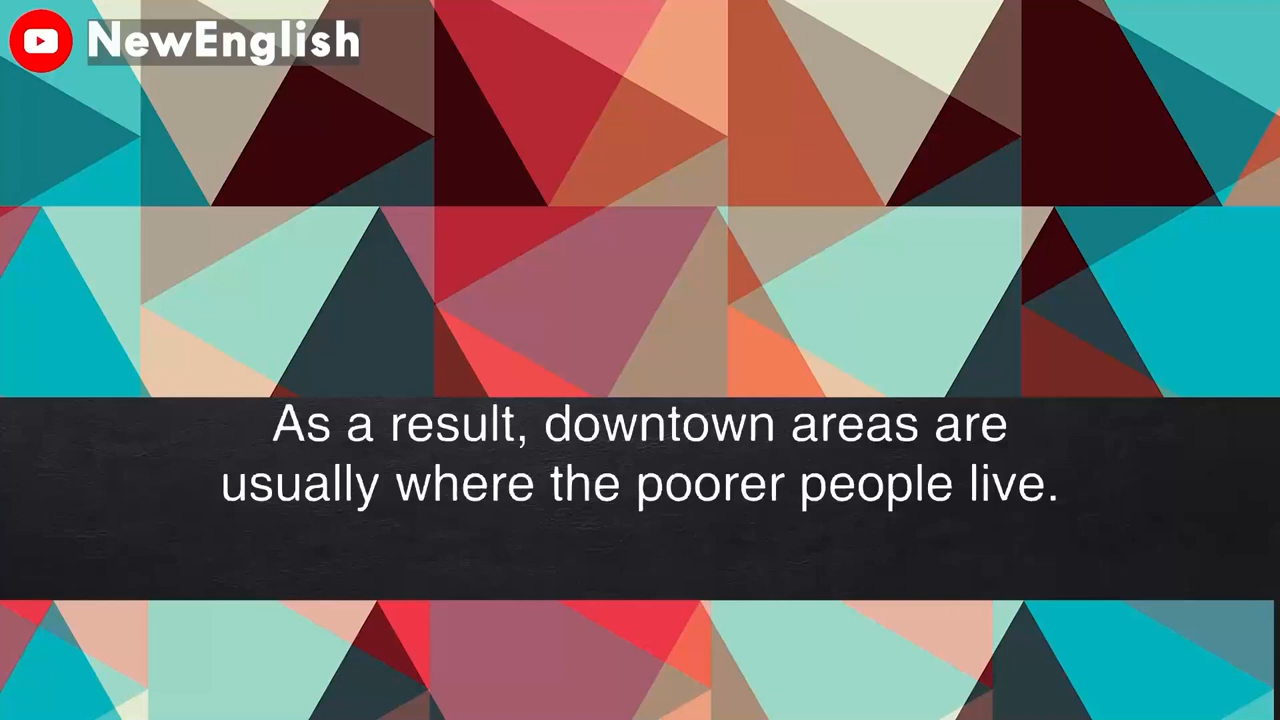 NewEnglish
As a result, downtown areas are
usually where the poorer people live.